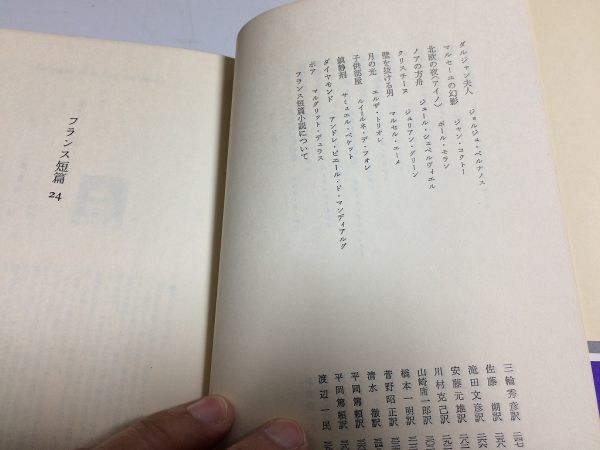 ダルジャン夫人 ジョルジュ・ベルナノス 三輪秀彦訳
マルセーユの幻影 ジャン・コクトー 佐藤 朔訳
北欧の夜(アイノ) ポール・モラン 滝田文彦訳
ノアの方舟 ジュール・シュペルヴィエル 安藤元雄訳
クリスチーヌ ジュリアン・グリーン 川村克己訳
壁を抜ける男 マルセル・エーメ 山崎庸一郎訳
月の光 エルザ・トリオレ 橋本一明訳
子供部屋 ルイ=ルネ・デ・フォレ 菅野昭正訳
鎮静剤 サミュエル・ベケット 清水 徹訳
ダイヤモンド アンドレ・ピエール・ド・マンディアルグ 平岡篤頼訳
ボア マルグリット・デュラス 平岡篤頼訳
フランス短篇小説について 渡辺一民
フランス短篇 24